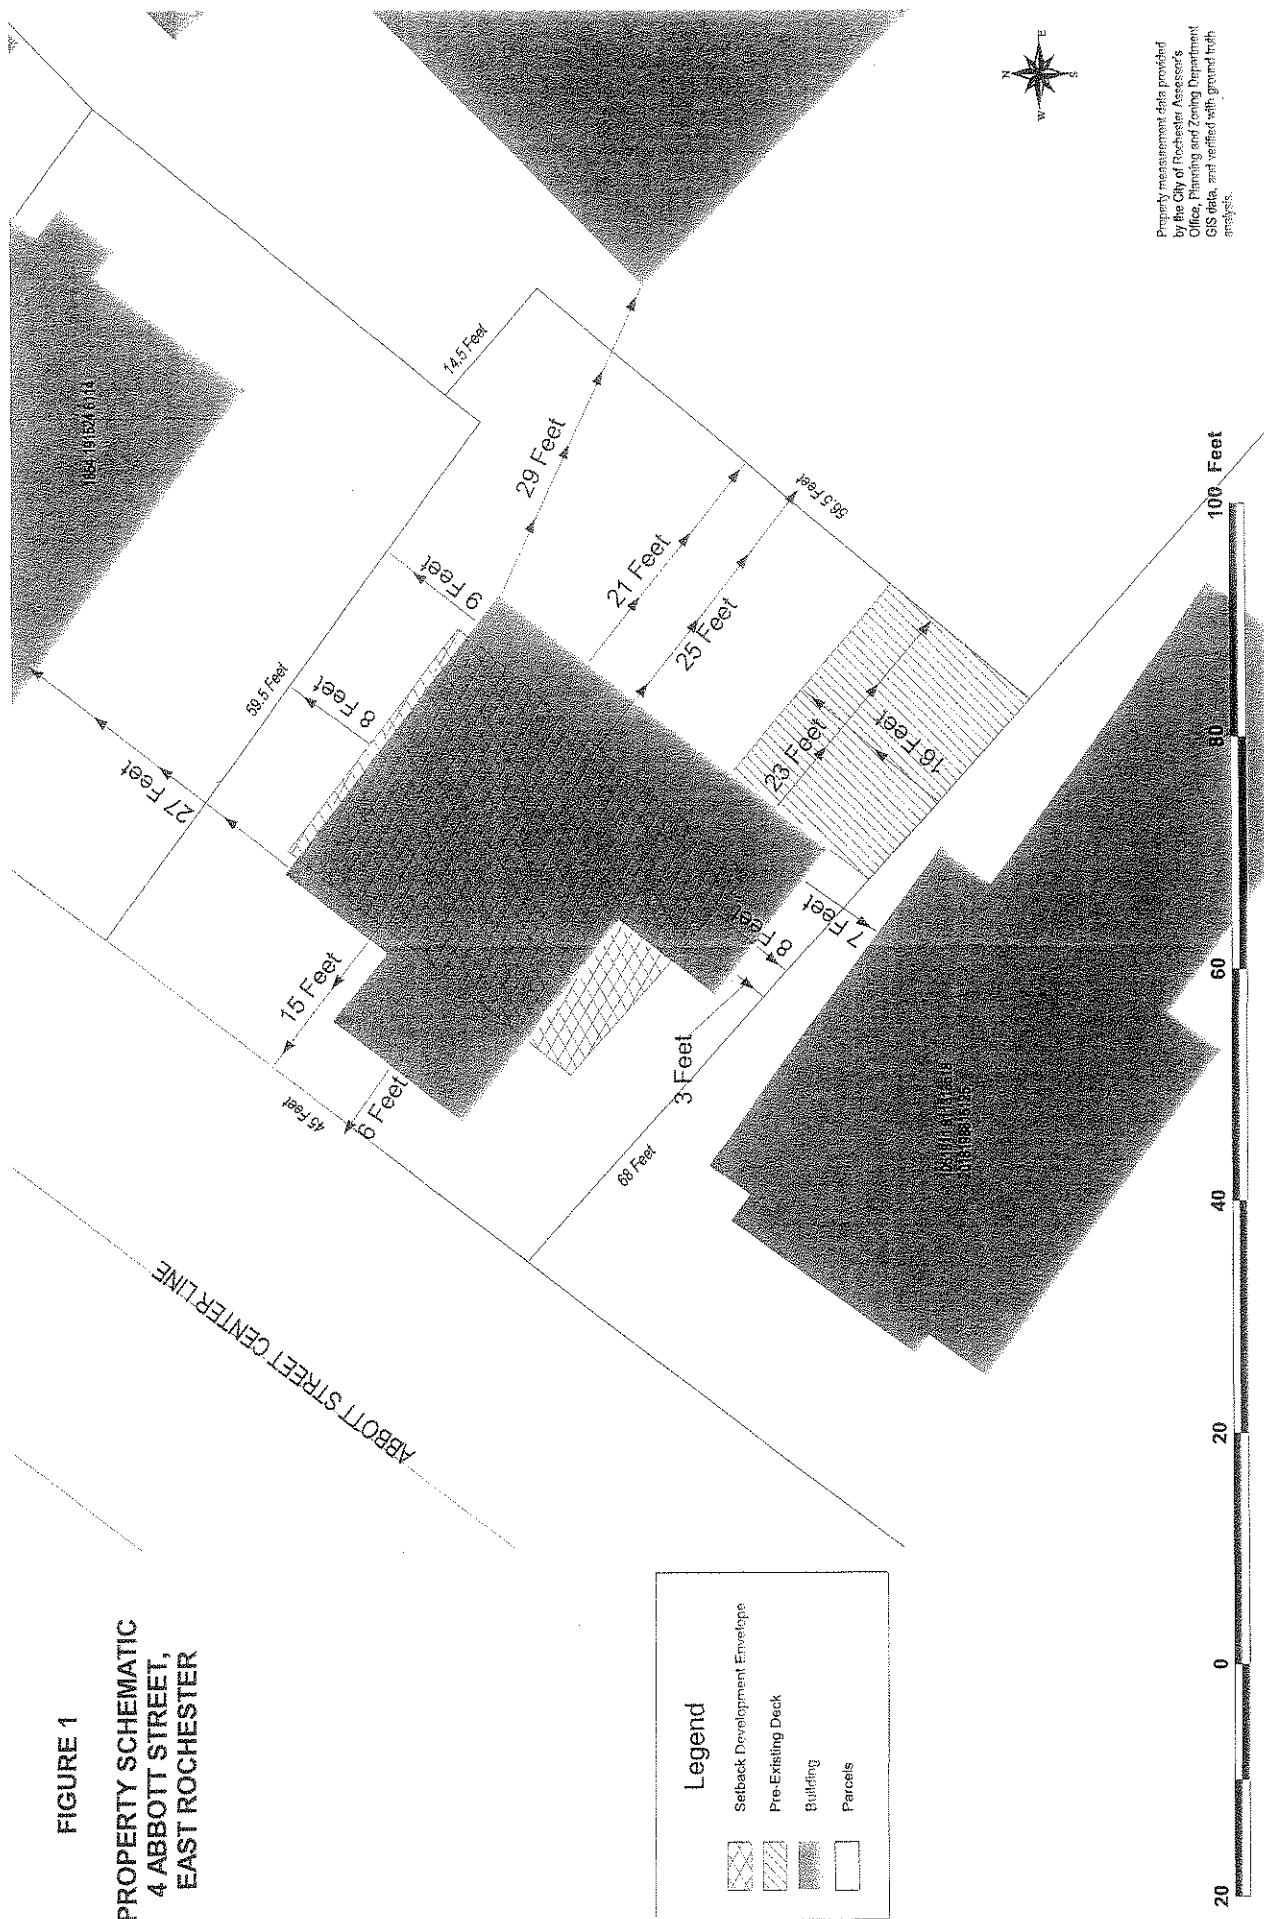 FIGURE 1
PROPERTY SCHEMATIC
4 ABBOTT STREET,
EAST ROCHESTER
Legend
Setback Development Envelope
Pre-Existing Deck
Building
Parcels
ABBOTT STREET CENTER LINE
27 Feet
59.5 Feet
8 Feet
9 Feet
14.5 Feet
29 Feet
15 Feet
45 Feet
6 Feet
21 Feet
25 Feet
56.5 Feet
23 Feet
16 Feet
8 Feet
7 Feet
3 Feet
68 Feet
N
E
S
W
Property measurement data provided
by the City of Rochester Assessor's
Office, Planning and Zoning Department
GIS data, and verified with ground truth
analysis.
20 0 20 40 60 80 100 Feet